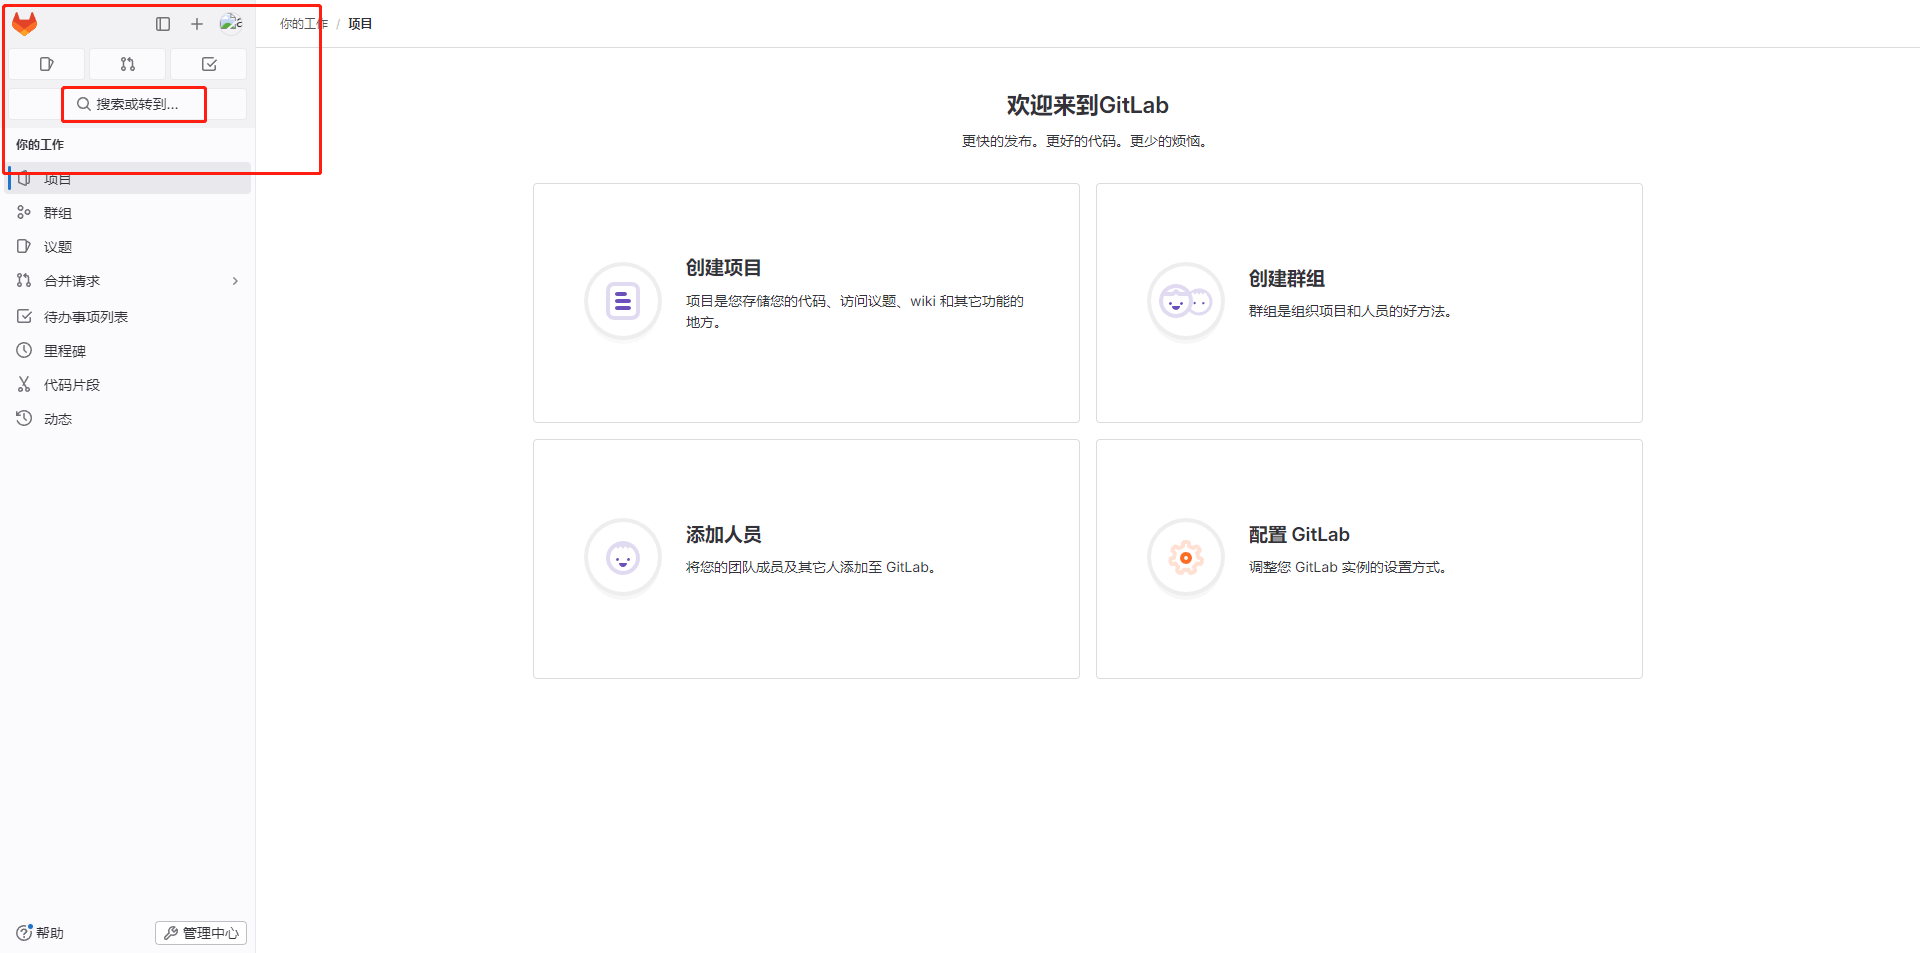 你的工作 / 项目
搜索或转到...
你的工作
项目
群组
议题
合并请求
待办事项列表
里程碑
代码片段
动态
欢迎来到GitLab
更快的发布。更好的代码。更少的烦恼。
创建项目
项目是您存储您的代码、访问议题、wiki 和其它功能的
地方。
创建群组
群组是组织项目和人员的好方法。
添加人员
将您的团队成员及其它人添加至 GitLab。
配置 GitLab
调整您 GitLab 实例的设置方式。
帮助
管理中心